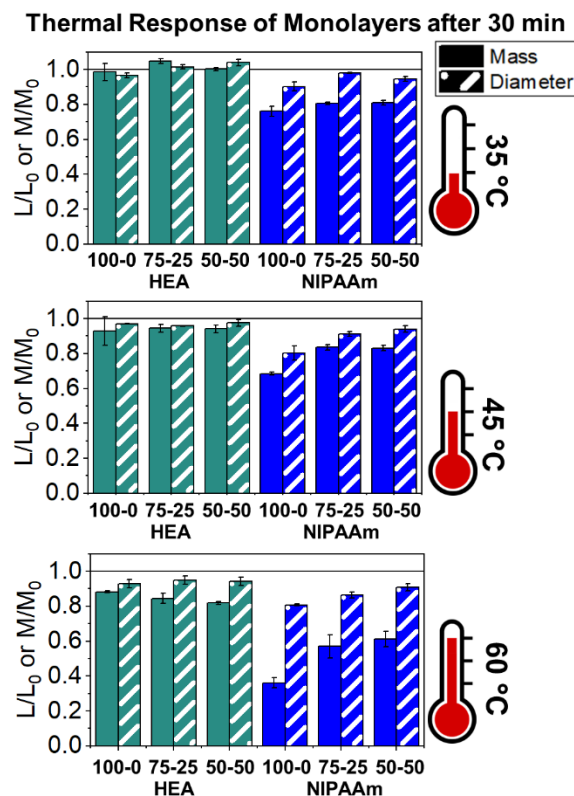 Thermal Response of Monolayers after 30 min
Mass
Diameter
L/L₀ or M/M₀
1.0
0.8
0.6
0.4
0.2
0.0
100-0 75-25 50-50 100-0 75-25 50-50
HEA NIPAAm
35 °C
L/L₀ or M/M₀
1.0
0.8
0.6
0.4
0.2
0.0
100-0 75-25 50-50 100-0 75-25 50-50
HEA NIPAAm
45 °C
L/L₀ or M/M₀
1.0
0.8
0.6
0.4
0.2
0.0
100-0 75-25 50-50 100-0 75-25 50-50
HEA NIPAAm
60 °C